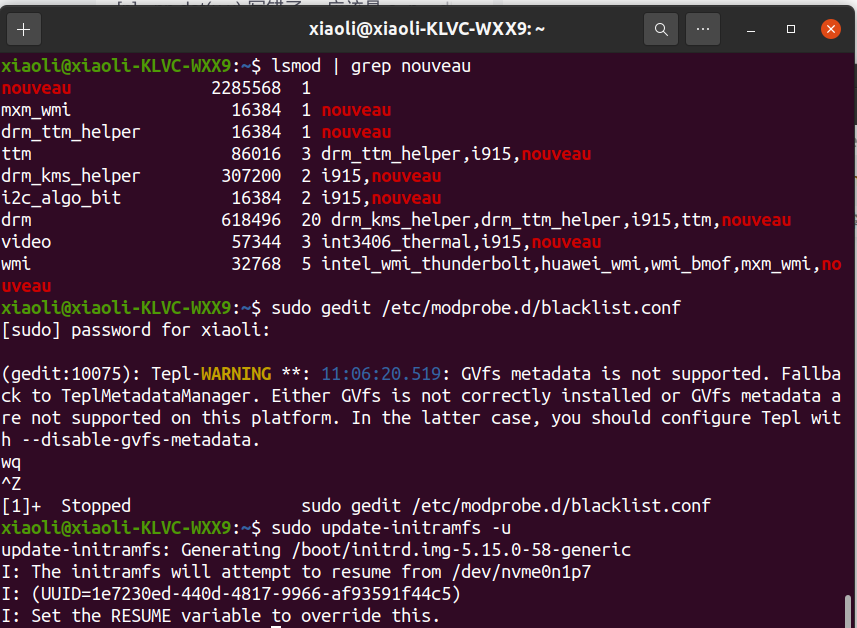 xiaoli@xiaoli-KLVC-WXX9: ~
xiaoli@xiaoli-KLVC-WXX9:~$ lsmod | grep nouveau
nouveau 2285568 1
mxm_wmi 16384 1 nouveau
drm_ttm_helper 16384 1 nouveau
ttm 86016 3 drm_ttm_helper,i915,nouveau
drm_kms_helper 307200 2 i915,nouveau
i2c_algo_bit 16384 2 i915,nouveau
drm 618496 20 drm_kms_helper,drm_ttm_helper,i915,ttm,nouveau
video 57344 3 int3406_thermal,i915,nouveau
wmi 32768 5 intel_wmi_thunderbolt,huawei_wmi,wmi_bmof,mxm_wmi,no
uveau
xiaoli@xiaoli-KLVC-WXX9:~$ sudo gedit /etc/modprobe.d/blacklist.conf
[sudo] password for xiaoli:
(gedit:10075): Tepl-WARNING **: 11:06:20.519: GVfs metadata is not supported. Fallba
ck to TeplMetadataManager. Either GVfs is not correctly installed or GVfs metadata a
re not supported on this platform. In the latter case, you should configure Tepl wit
h --disable-gvfs-metadata.
wq
^Z
[1]+  Stopped sudo gedit /etc/modprobe.d/blacklist.conf
xiaoli@xiaoli-KLVC-WXX9:~$ sudo update-initramfs -u
update-initramfs: Generating /boot/initrd.img-5.15.0-58-generic
I: The initramfs will attempt to resume from /dev/nvme0n1p7
I: (UUID=1e7230ed-440d-4817-9966-af93591f44c5)
I: Set the RESUME variable to override this.